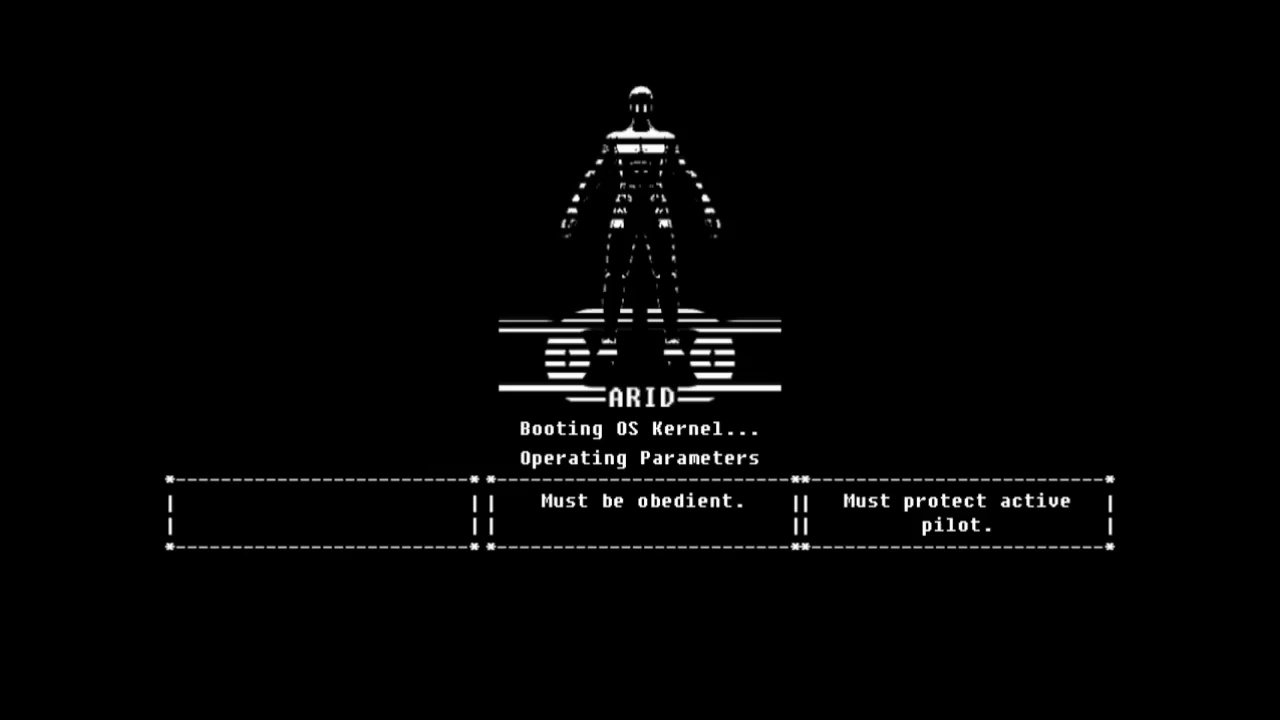 ARID
Booting OS Kernel...
Operating Parameters
Must be obedient.
Must protect active
pilot.